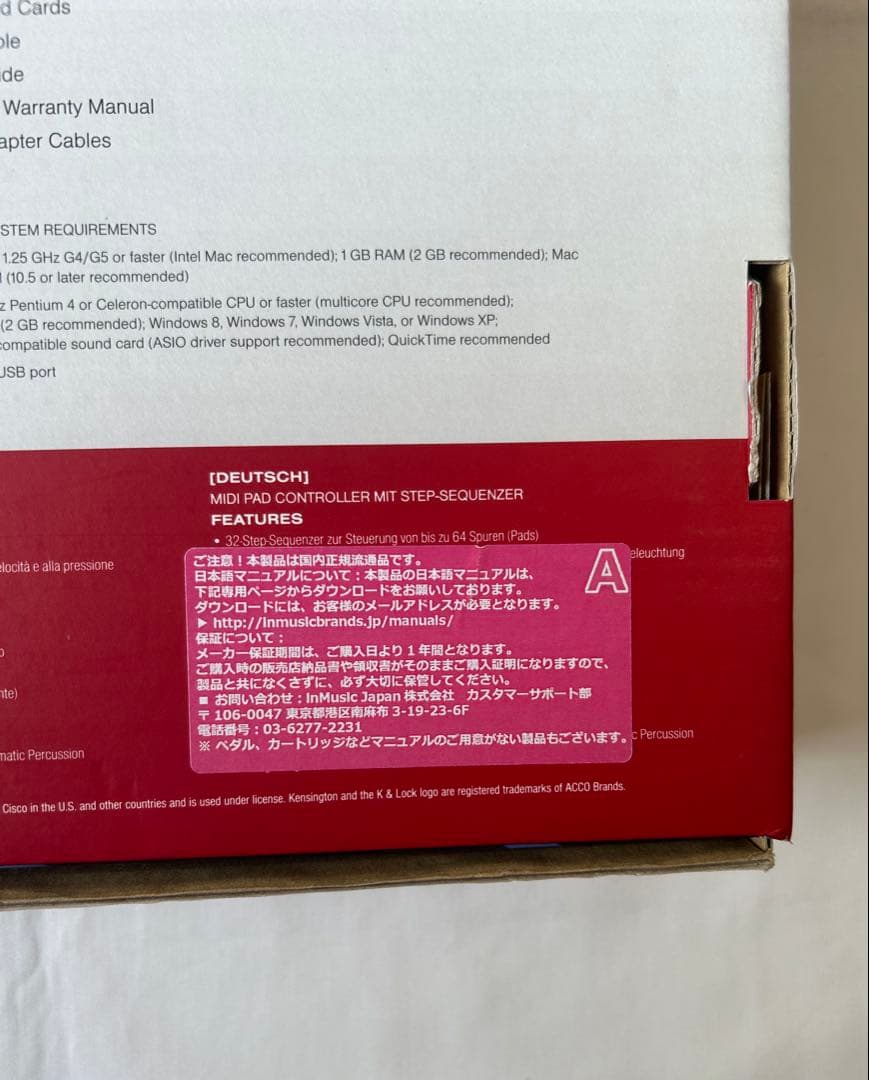 d Cards
ble
ide
Warranty Manual
apter Cables
STEM REQUIREMENTS
1.25 GHz G4/G5 or faster (Intel Mac recommended); 1 GB RAM (2 GB recommended); Mac
(10.5 or later recommended)
z Pentium 4 or Celeron-compatible CPU or faster (multicore CPU recommended);
(2 GB recommended); Windows 8, Windows 7, Windows Vista, or Windows XP;
compatible sound card (ASIO driver support recommended); QuickTime recommended
USB port
[DEUTSCH]
MIDI PAD CONTROLLER MIT STEP-SEQUENZER
FEATURES
• 32-Step-Sequenzer zur Steuerung von bis zu 64 Spuren (Pads)
eleuchtung
elocità e alla pressione
nte)
matic Percussion
ご注意！本製品は国内正規流通品です。
日本語マニュアルについて：本製品の日本語マニュアルは、
下記専用ページからダウンロードをお願いしております。
ダウンロードには、お客様のメールアドレスが必要となります。
▶ http://inmusicbrands.jp/manuals/
保証について：
メーカー保証期間は、ご購入日より1年間となります。
ご購入時の販売店納品書や領収書がそのままご購入証明になりますので、
製品と共になくさずに、必ず大切に保管してください。
■ お問い合わせ：InMusic Japan 株式会社 カスタマーサポート部
〒106-0047 東京都港区南麻布 3-19-23-6F
電話番号：03-6277-2231
※ ペダル、カートリッジなどマニュアルのご用意がない製品もございます。
A
c Percussion
Cisco in the U.S. and other countries and is used under license. Kensington and the K & Lock logo are registered trademarks of ACCO Brands.